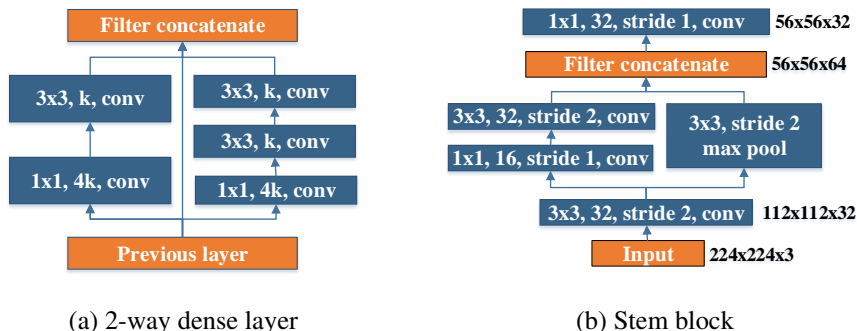 Filter concatenate
3x3, k, conv
3x3, k, conv
3x3, k, conv
1x1, 4k, conv
1x1, 4k, conv
Previous layer
(a) 2-way dense layer
1x1, 32, stride 1, conv
56x56x32
Filter concatenate
56x56x64
3x3, 32, stride 2, conv
3x3, stride 2
max pool
1x1, 16, stride 1, conv
3x3, 32, stride 2, conv
112x112x32
Input
224x224x3
(b) Stem block